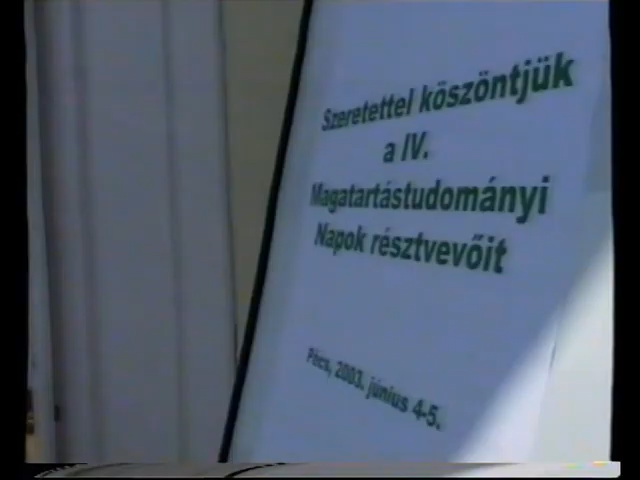 Szeretettel köszöntjük
a IV.
Magatartástudományi
Napok résztvevőit
Pécs, 2003. június 4-5.